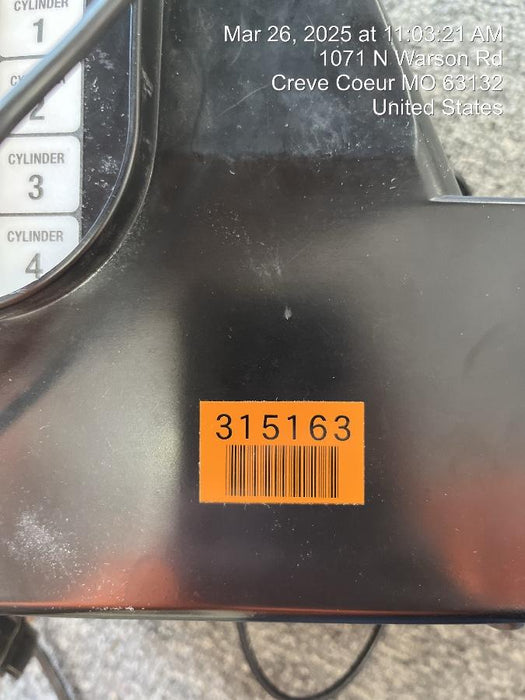 Mar 26, 2025 at 11:03:21 AM
1071 N Warson Rd
Creve Coeur MO 63132
United States
CYLINDER
1
CYLINDER
2
CYLINDER
3
CYLINDER
4
315163